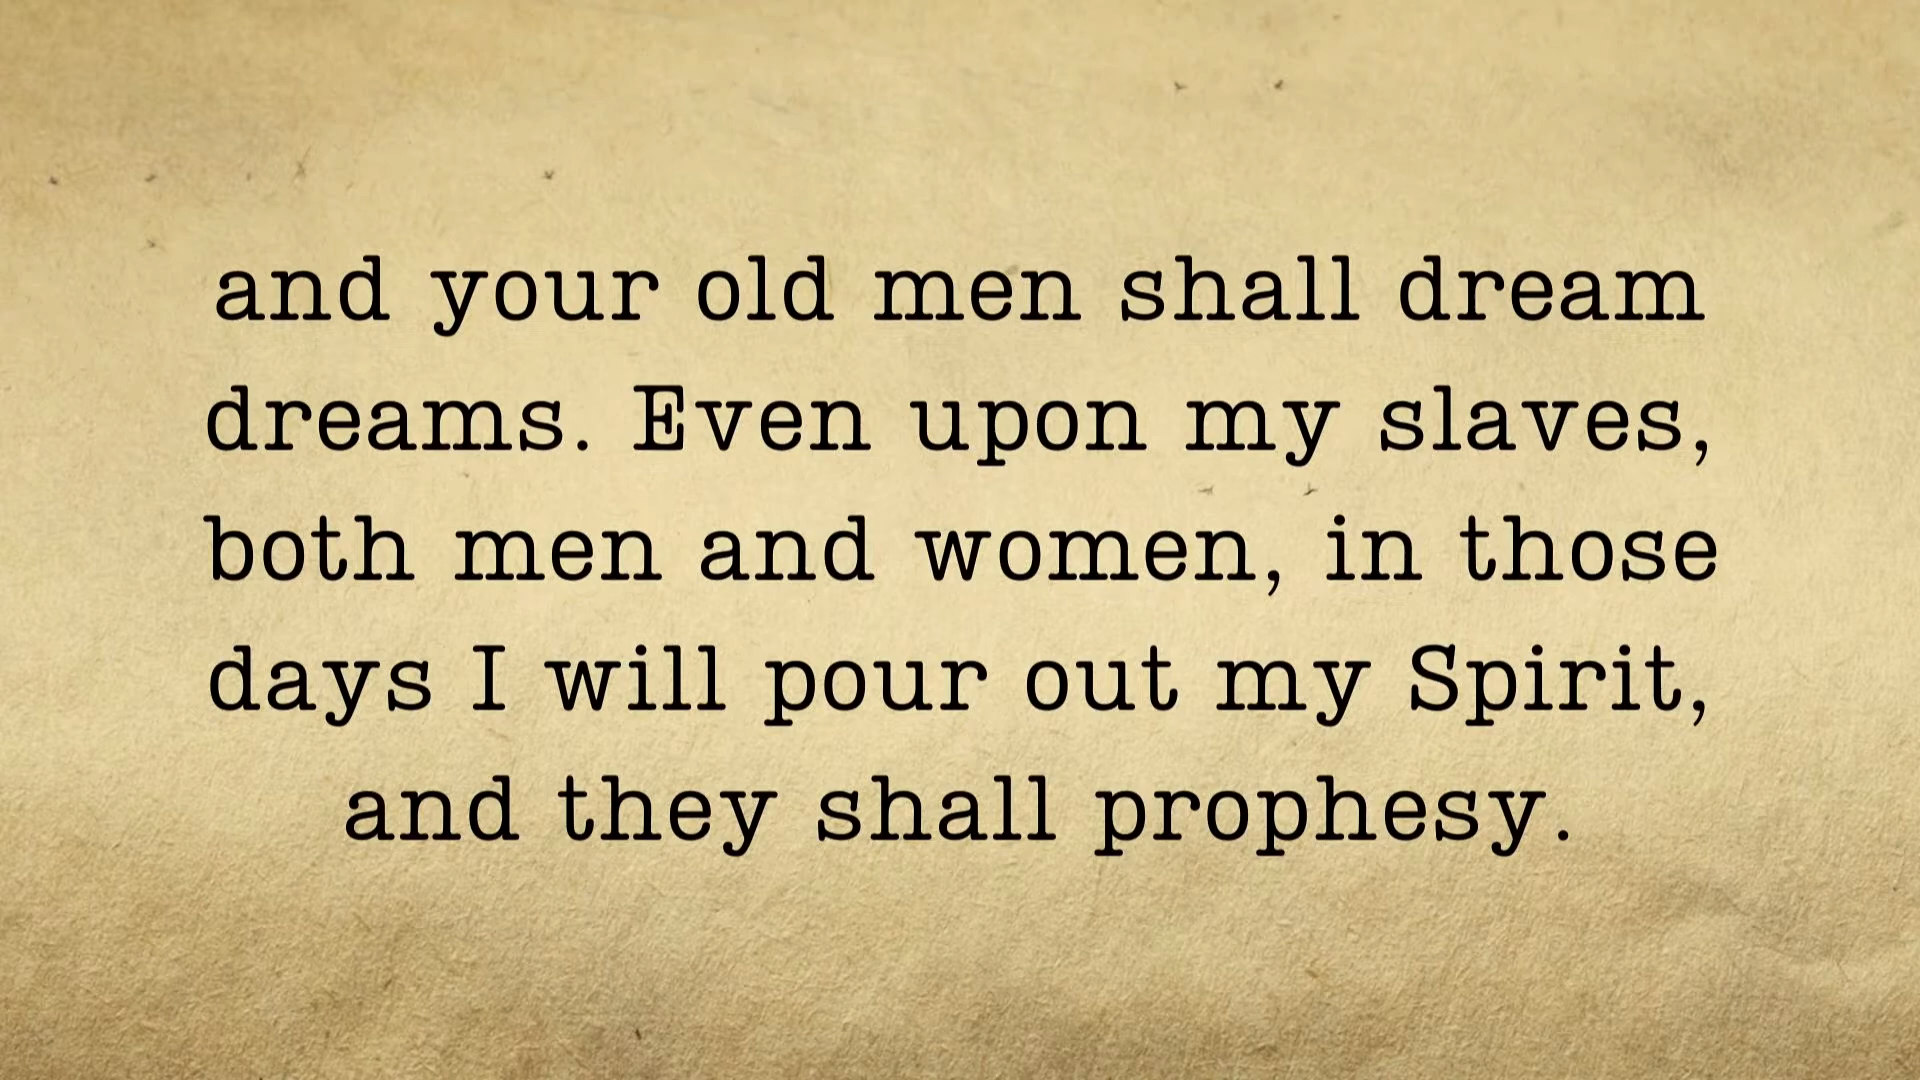 and your old men shall dream
dreams. Even upon my slaves,
both men and women, in those
days I will pour out my Spirit,
and they shall prophesy.